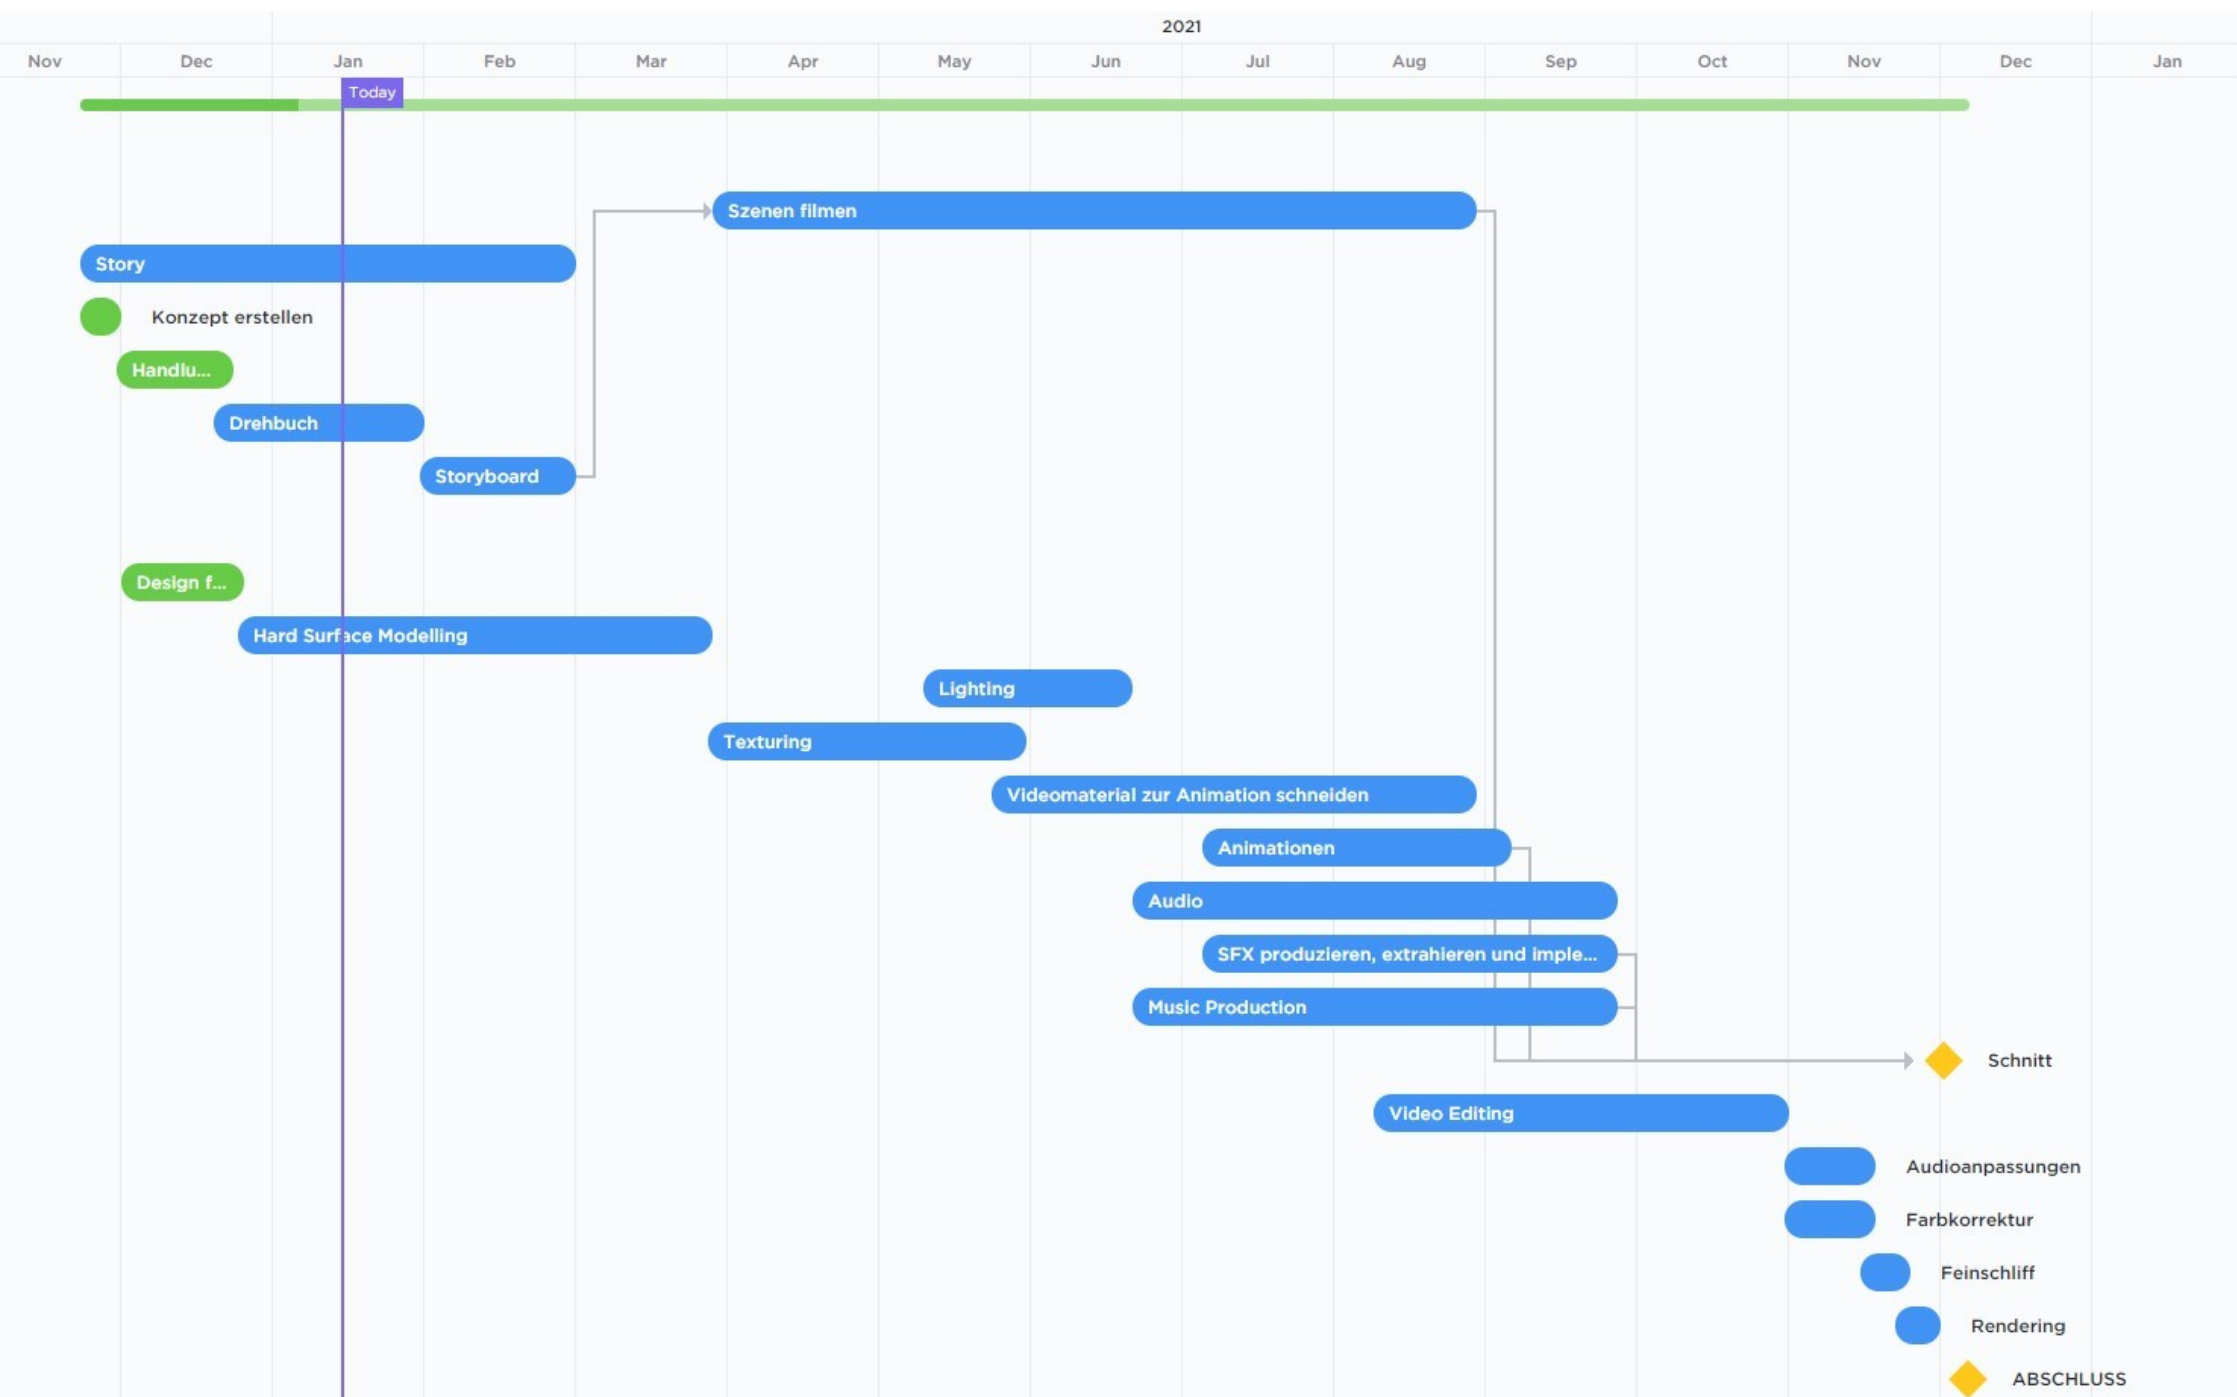 2021
Nov Dec Jan Feb Mar Apr May Jun Jul Aug Sep Oct Nov Dec Jan
Today
Szenen filmen
Story
Konzept erstellen
Handlu...
Drehbuch
Storyboard
Design f...
Hard Surface Modelling
Lighting
Texturing
Videomaterial zur Animation schneiden
Animationen
Audio
SFX produzieren, extrahieren und imple...
Music Production
Schnitt
Video Editing
Audioanpassungen
Farbkorrektur
Feinschliff
Rendering
ABSCHLUSS